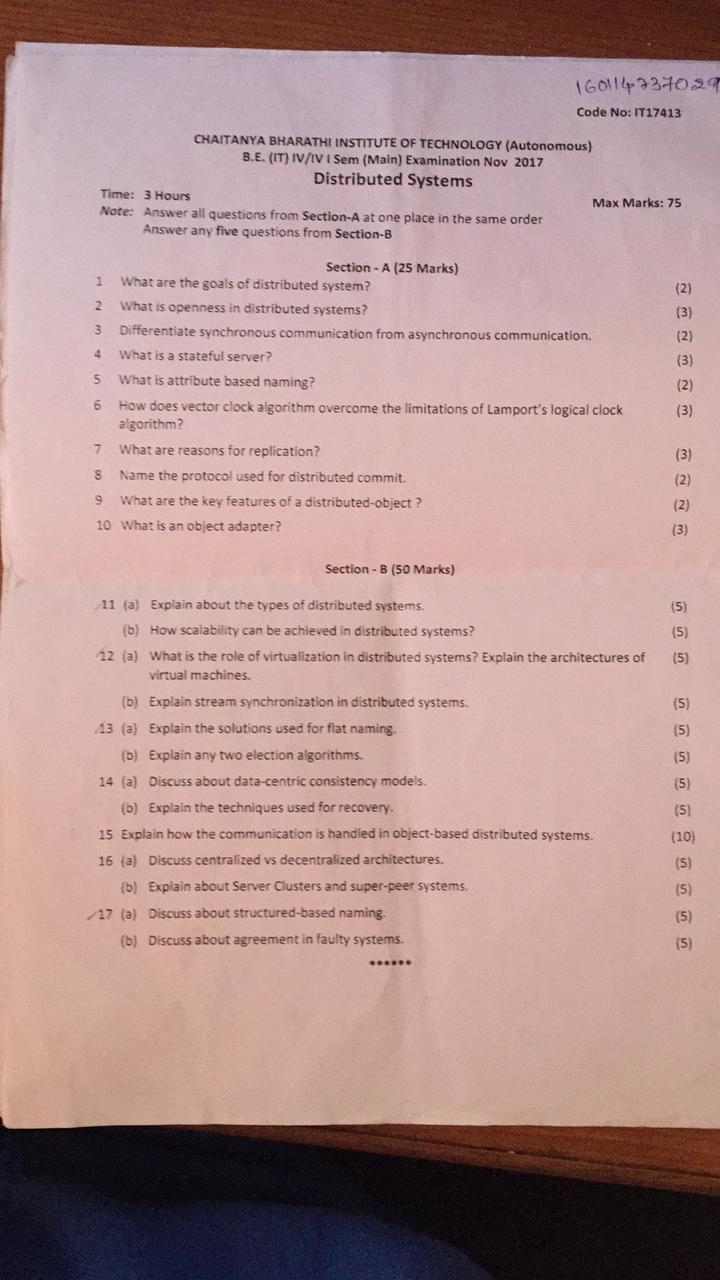 160114737029
Code No: IT17413
CHAITANYA BHARATHI INSTITUTE OF TECHNOLOGY (Autonomous)
B.E. (IT) IV/IV I Sem (Main) Examination Nov 2017
Distributed Systems
Time: 3 Hours Max Marks: 75
Note: Answer all questions from Section-A at one place in the same order
Answer any five questions from Section-B
Section - A (25 Marks)
1 What are the goals of distributed system? (2)
2 What is openness in distributed systems? (3)
3 Differentiate synchronous communication from asynchronous communication. (2)
4 What is a stateful server? (3)
5 What is attribute based naming? (2)
6 How does vector clock algorithm overcome the limitations of Lamport's logical clock (3)
algorithm?
7 What are reasons for replication? (3)
8 Name the protocol used for distributed commit. (2)
9 What are the key features of a distributed-object ? (2)
10 What is an object adapter? (3)
Section - B (50 Marks)
11 (a) Explain about the types of distributed systems. (5)
(b) How scalability can be achieved in distributed systems? (5)
12 (a) What is the role of virtualization in distributed systems? Explain the architectures of (5)
virtual machines.
(b) Explain stream synchronization in distributed systems. (5)
13 (a) Explain the solutions used for flat naming. (5)
(b) Explain any two election algorithms. (5)
14 (a) Discuss about data-centric consistency models. (5)
(b) Explain the techniques used for recovery. (5)
15 Explain how the communication is handled in object-based distributed systems. (10)
16 (a) Discuss centralized vs decentralized architectures. (5)
(b) Explain about Server Clusters and super-peer systems. (5)
17 (a) Discuss about structured-based naming. (5)
(b) Discuss about agreement in faulty systems. (5)
******